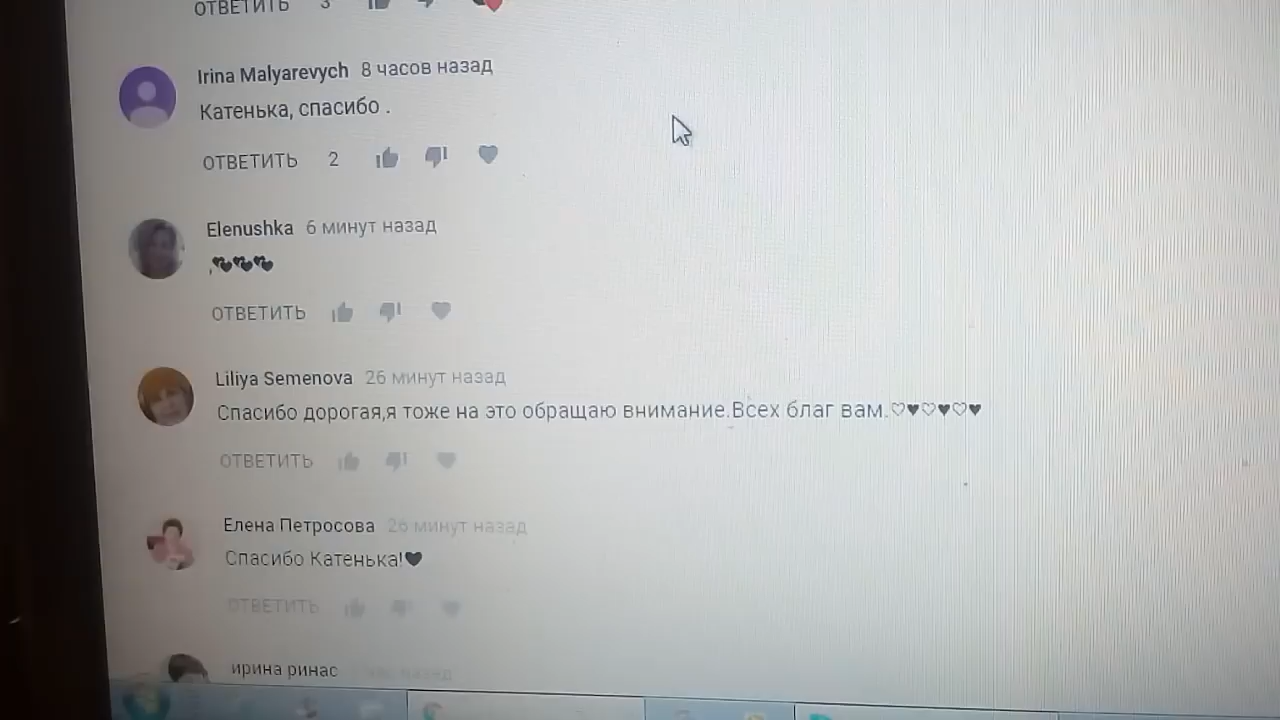 ОТВЕТИТЬ 3
Irina Malyarevych 8 часов назад
Катенька, спасибо .
ОТВЕТИТЬ 2
Elenushka 6 минут назад
,💕💕💕
ОТВЕТИТЬ
Liliya Semenova 26 минут назад
Спасибо дорогая,я тоже на это обращаю внимание.Всех благ вам.♡♥♡♥♡♥
ОТВЕТИТЬ
Елена Петросова 26 минут назад
Спасибо Катенька!♥
ОТВЕТИТЬ
ирина ринас назад